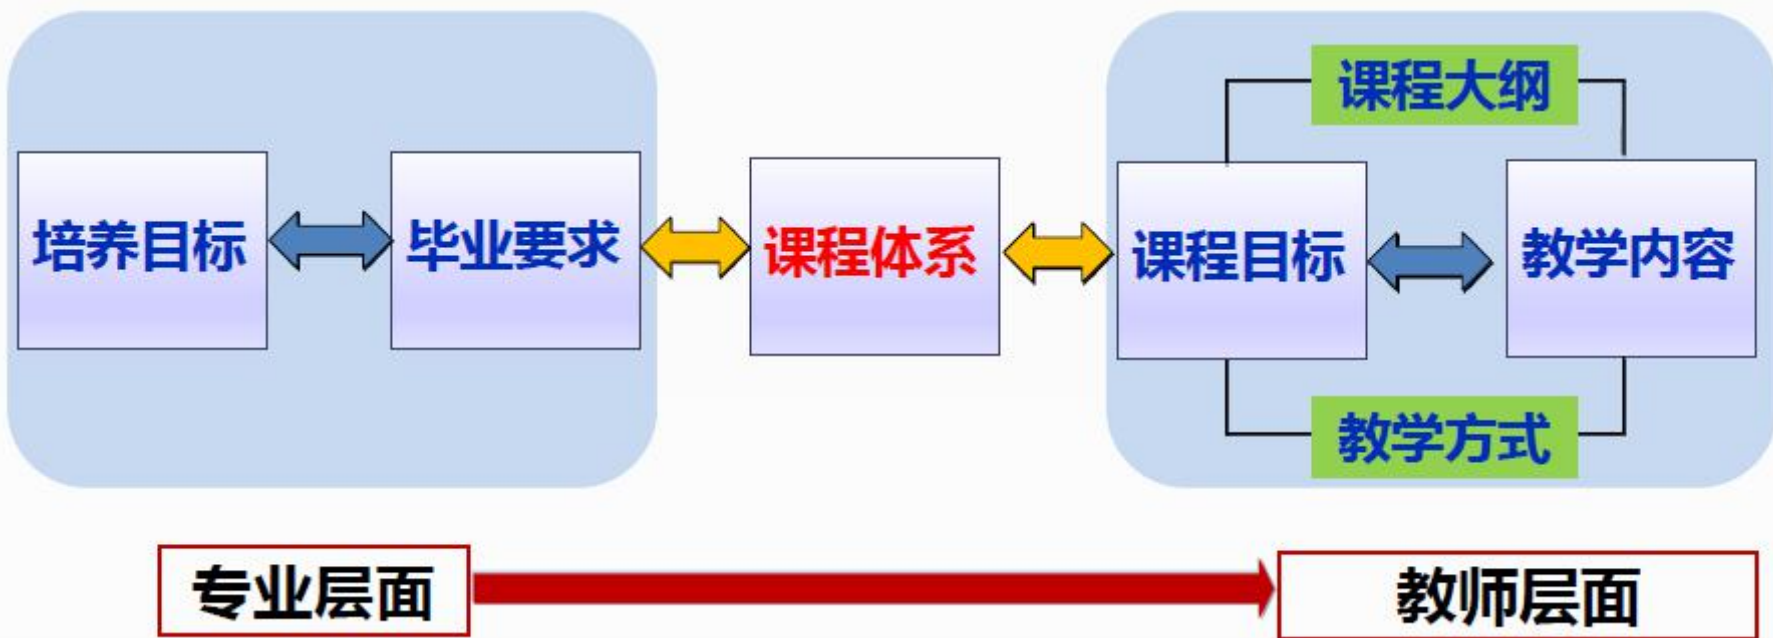 课程大纲
培养目标
毕业要求
课程体系
课程目标
教学内容
教学方式
专业层面
教师层面